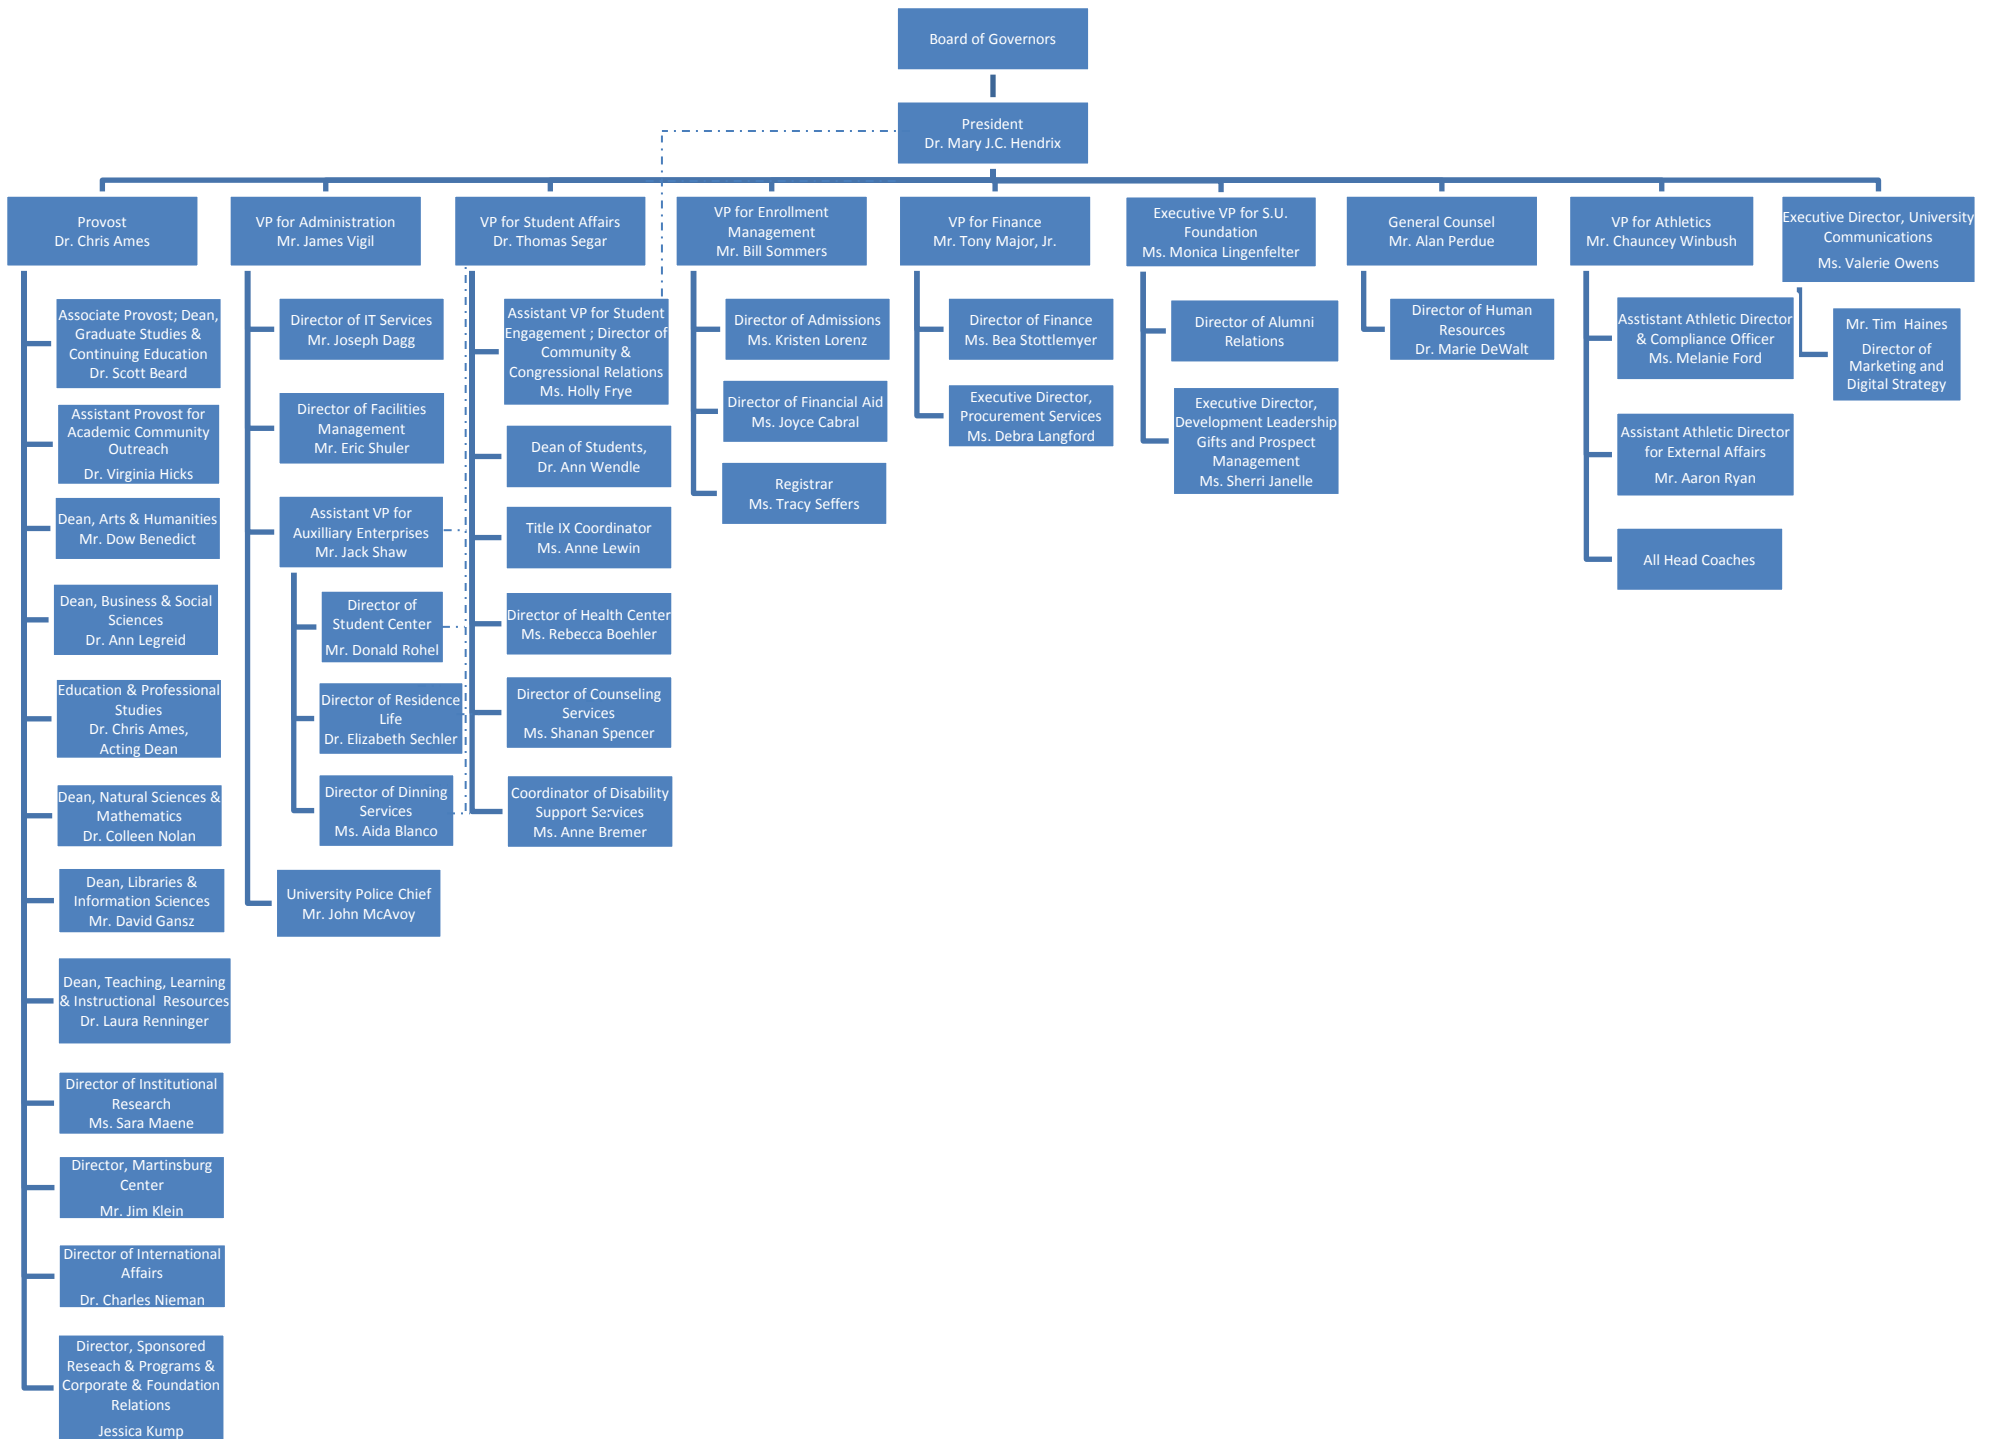 Board of Governors
President
Dr. Mary J.C. Hendrix
Provost
Dr. Chris Ames
VP for Administration
Mr. James Vigil
VP for Student Affairs
Dr. Thomas Segar
VP for Enrollment
Management
Mr. Bill Sommers
VP for Finance
Mr. Tony Major, Jr.
Executive VP for S.U.
Foundation
Ms. Monica Lingenfelter
General Counsel
Mr. Alan Perdue
VP for Athletics
Mr. Chauncey Winbush
Executive Director, University
Communications
Ms. Valerie Owens
Associate Provost; Dean,
Graduate Studies &
Continuing Education
Dr. Scott Beard
Assistant Provost for
Academic Community
Outreach
Dr. Virginia Hicks
Dean, Arts & Humanities
Mr. Dow Benedict
Dean, Business & Social
Sciences
Dr. Ann Legreid
Education & Professional
Studies
Dr. Chris Ames,
Acting Dean
Dean, Natural Sciences &
Mathematics
Dr. Colleen Nolan
Dean, Libraries &
Information Sciences
Mr. David Gansz
Dean, Teaching, Learning
& Instructional  Resources
Dr. Laura Renninger
Director of Institutional
Research
Ms. Sara Maene
Director, Martinsburg
Center
Mr. Jim Klein
Director of International
Affairs
Dr. Charles Nieman
Director, Sponsored
Reseach & Programs &
Corporate & Foundation
Relations
Jessica Kump
Director of IT Services
Mr. Joseph Dagg
Director of Facilities
Management
Mr. Eric Shuler
Assistant VP for
Auxilliary Enterprises
Mr. Jack Shaw
Director of
Student Center
Mr. Donald Rohel
Director of Residence
Life
Dr. Elizabeth Sechler
Director of Dinning
Services
Ms. Aida Blanco
University Police Chief
Mr. John McAvoy
Assistant VP for Student
Engagement ; Director of
Community &
Congressional Relations
Ms. Holly Frye
Dean of Students,
Dr. Ann Wendle
Title IX Coordinator
Ms. Anne Lewin
Director of Health Center
Ms. Rebecca Boehler
Director of Counseling
Services
Ms. Shanan Spencer
Coordinator of Disability
Support Services
Ms. Anne Bremer
Director of Admissions
Ms. Kristen Lorenz
Director of Financial Aid
Ms. Joyce Cabral
Registrar
Ms. Tracy Seffers
Director of Finance
Ms. Bea Stottlemyer
Executive Director,
Procurement Services
Ms. Debra Langford
Director of Alumni
Relations
Executive Director,
Development Leadership
Gifts and Prospect
Management
Ms. Sherri Janelle
Director of Human
Resources
Dr. Marie DeWalt
Asstistant Athletic Director
& Compliance Officer
Ms. Melanie Ford
Assistant Athletic Director
for External Affairs
Mr. Aaron Ryan
All Head Coaches
Mr. Tim  Haines
Director of
Marketing and
Digital Strategy